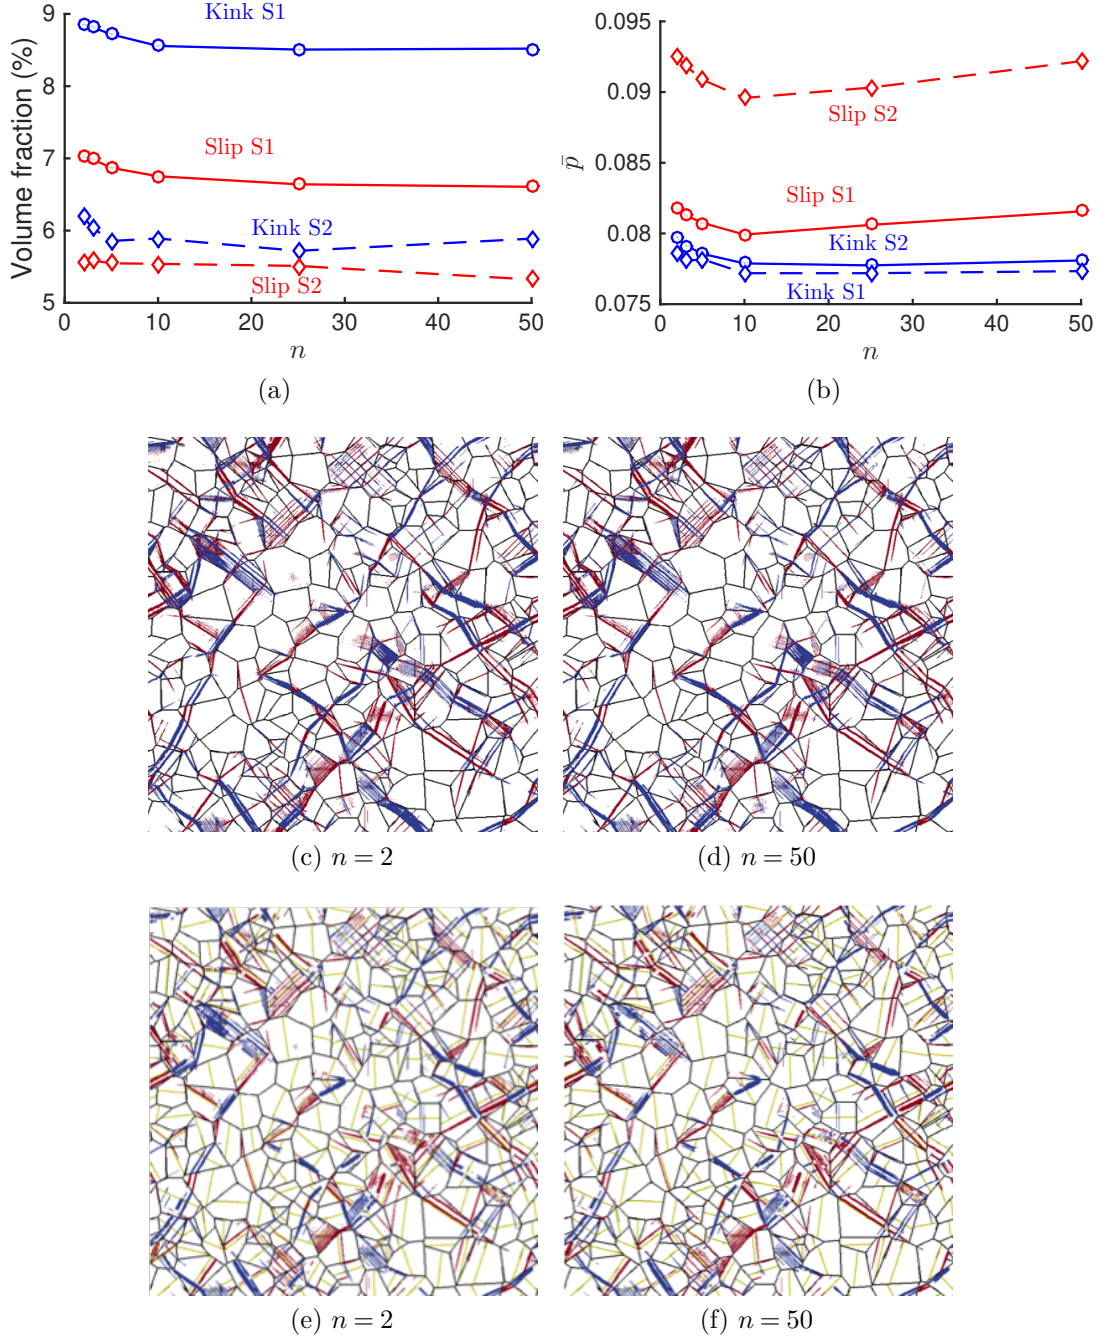 9
8
7
6
5
0
10
20
30
40
50
Volume fraction (%)
n
Kink S1
Slip S1
Kink S2
Slip S2
(a)
0.095
0.09
0.085
0.08
0.075
0
10
20
30
40
50
p̄
n
Slip S2
Slip S1
Kink S2
Kink S1
(b)
(c) n = 2
(d) n = 50
(e) n = 2
(f) n = 50